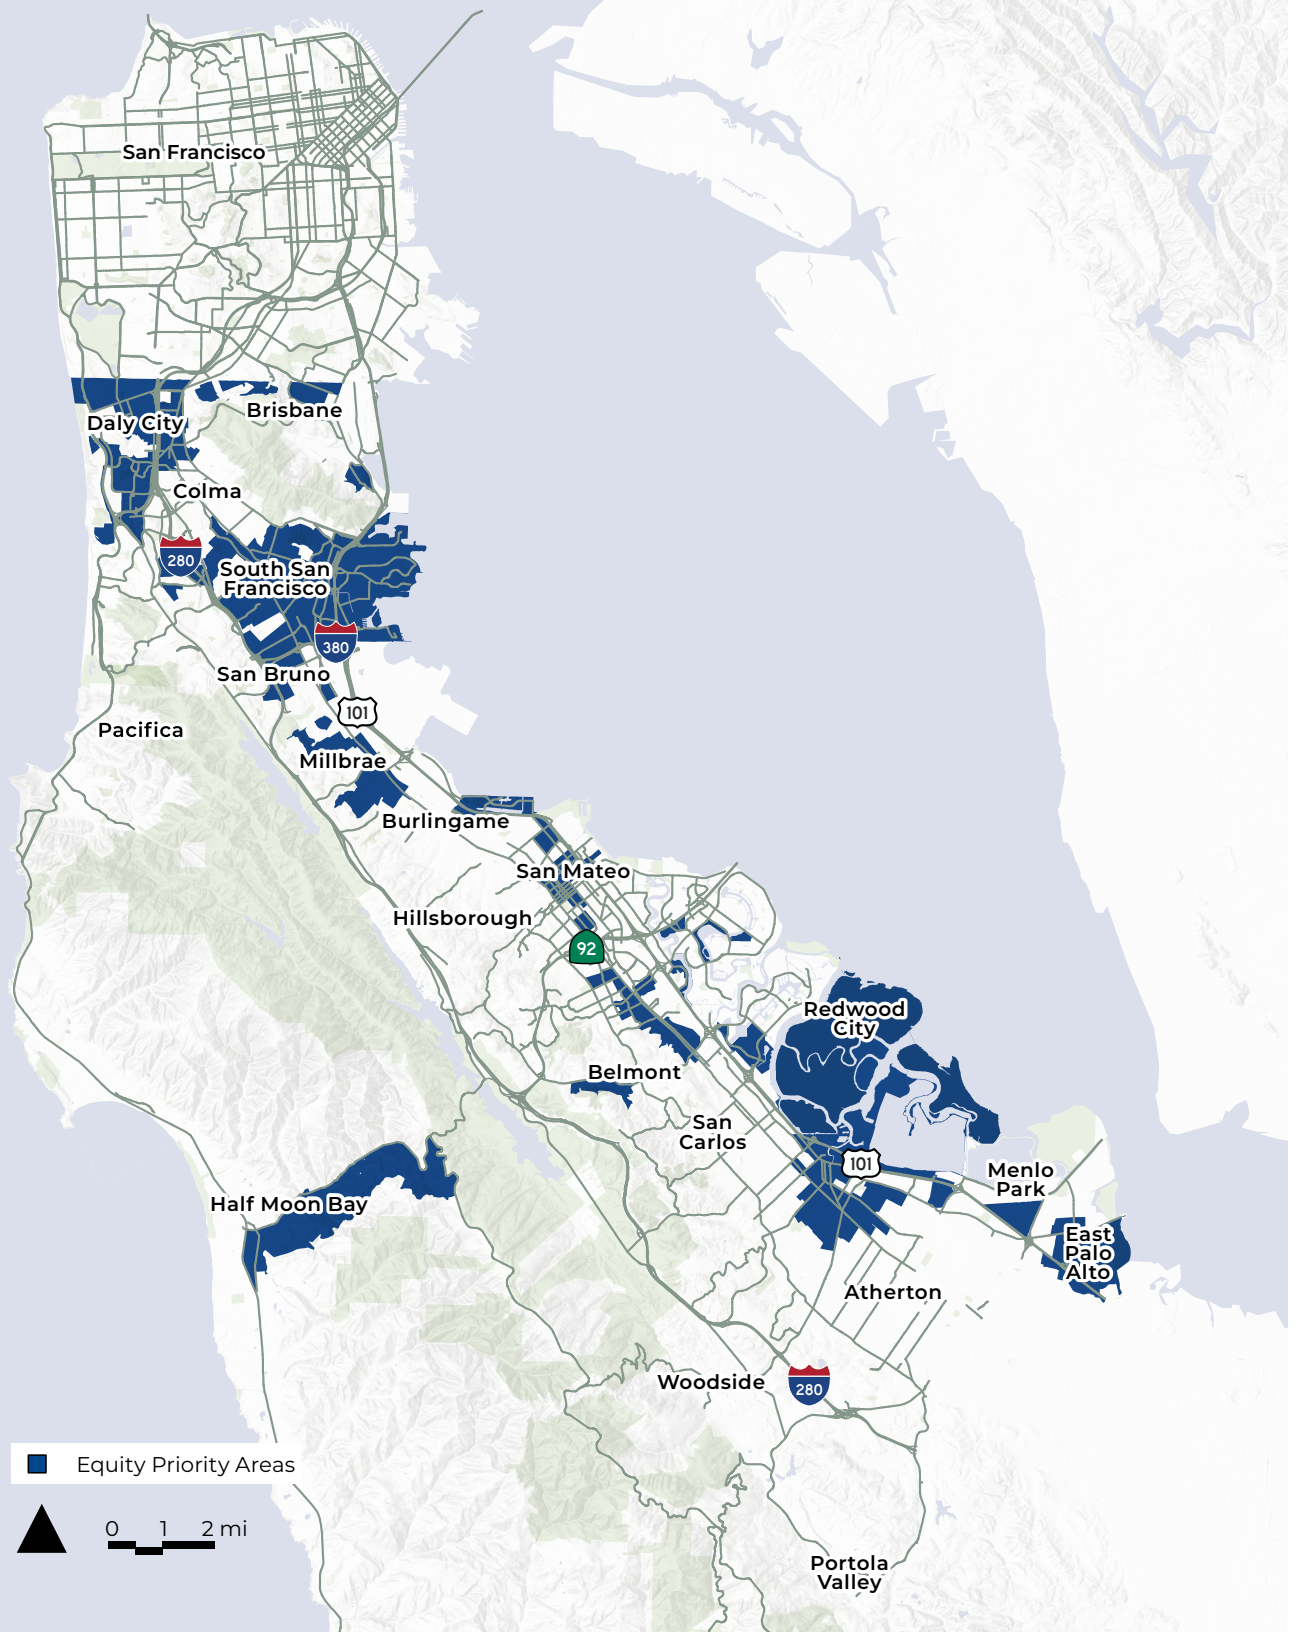 San Francisco
Brisbane
Daly City
Colma
280
South San
Francisco
380
San Bruno
101
Pacifica
Millbrae
Burlingame
San Mateo
Hillsborough
92
Redwood
City
Belmont
San
Carlos
101
Menlo
Park
Half Moon Bay
East
Palo
Alto
Atherton
Woodside
280
Equity Priority Areas
0 1 2 mi
Portola
Valley